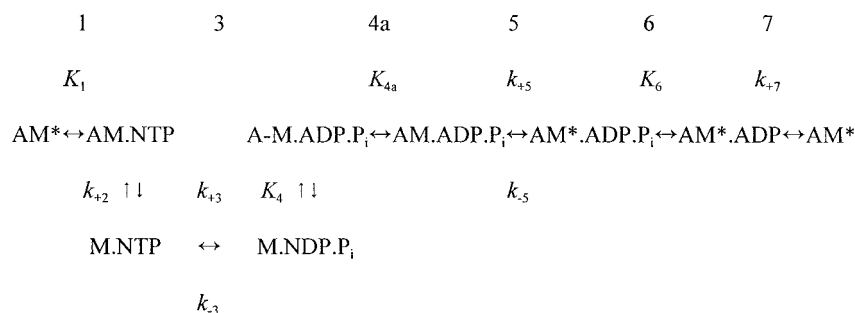 1 3 4a 5 6 7
K₁ K₄ₐ k₊₅ K₆ k₊₇
AM*↔AM.NTP A-M.ADP.Pᵢ↔AM.ADP.Pᵢ↔AM*.ADP.Pᵢ↔AM*.ADP↔AM*
k₊₂ ↑↓ k₊₃ K₄ ↑↓ k₋₅
M.NTP ↔ M.NDP.Pᵢ
k₋₃